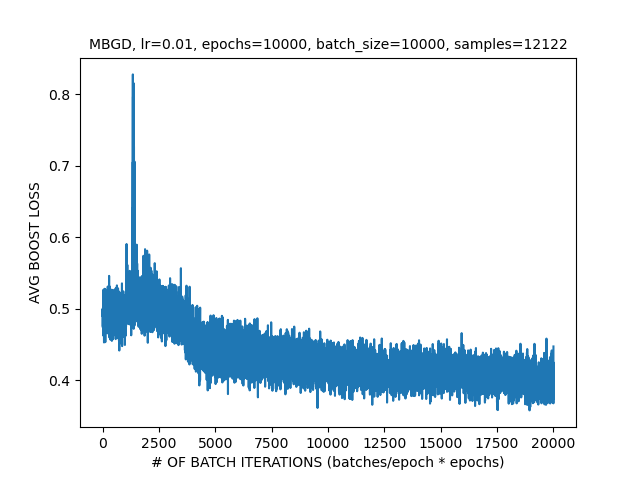 MBGD, lr=0.01, epochs=10000, batch_size=10000, samples=12122
AVG BOOST LOSS
0.8
0.7
0.6
0.5
0.4
0 2500 5000 7500 10000 12500 15000 17500 20000
# OF BATCH ITERATIONS (batches/epoch * epochs)